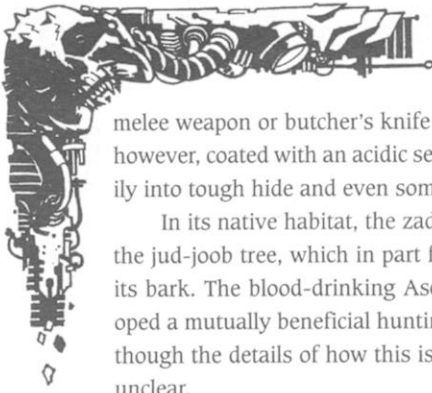 melee weapon or butcher's knife
however, coated with an acidic se
ily into tough hide and even som
In its native habitat, the zad
the jud-joob tree, which in part f
its bark. The blood-drinking Aso
oped a mutually beneficial huntin
though the details of how this is
unclear.